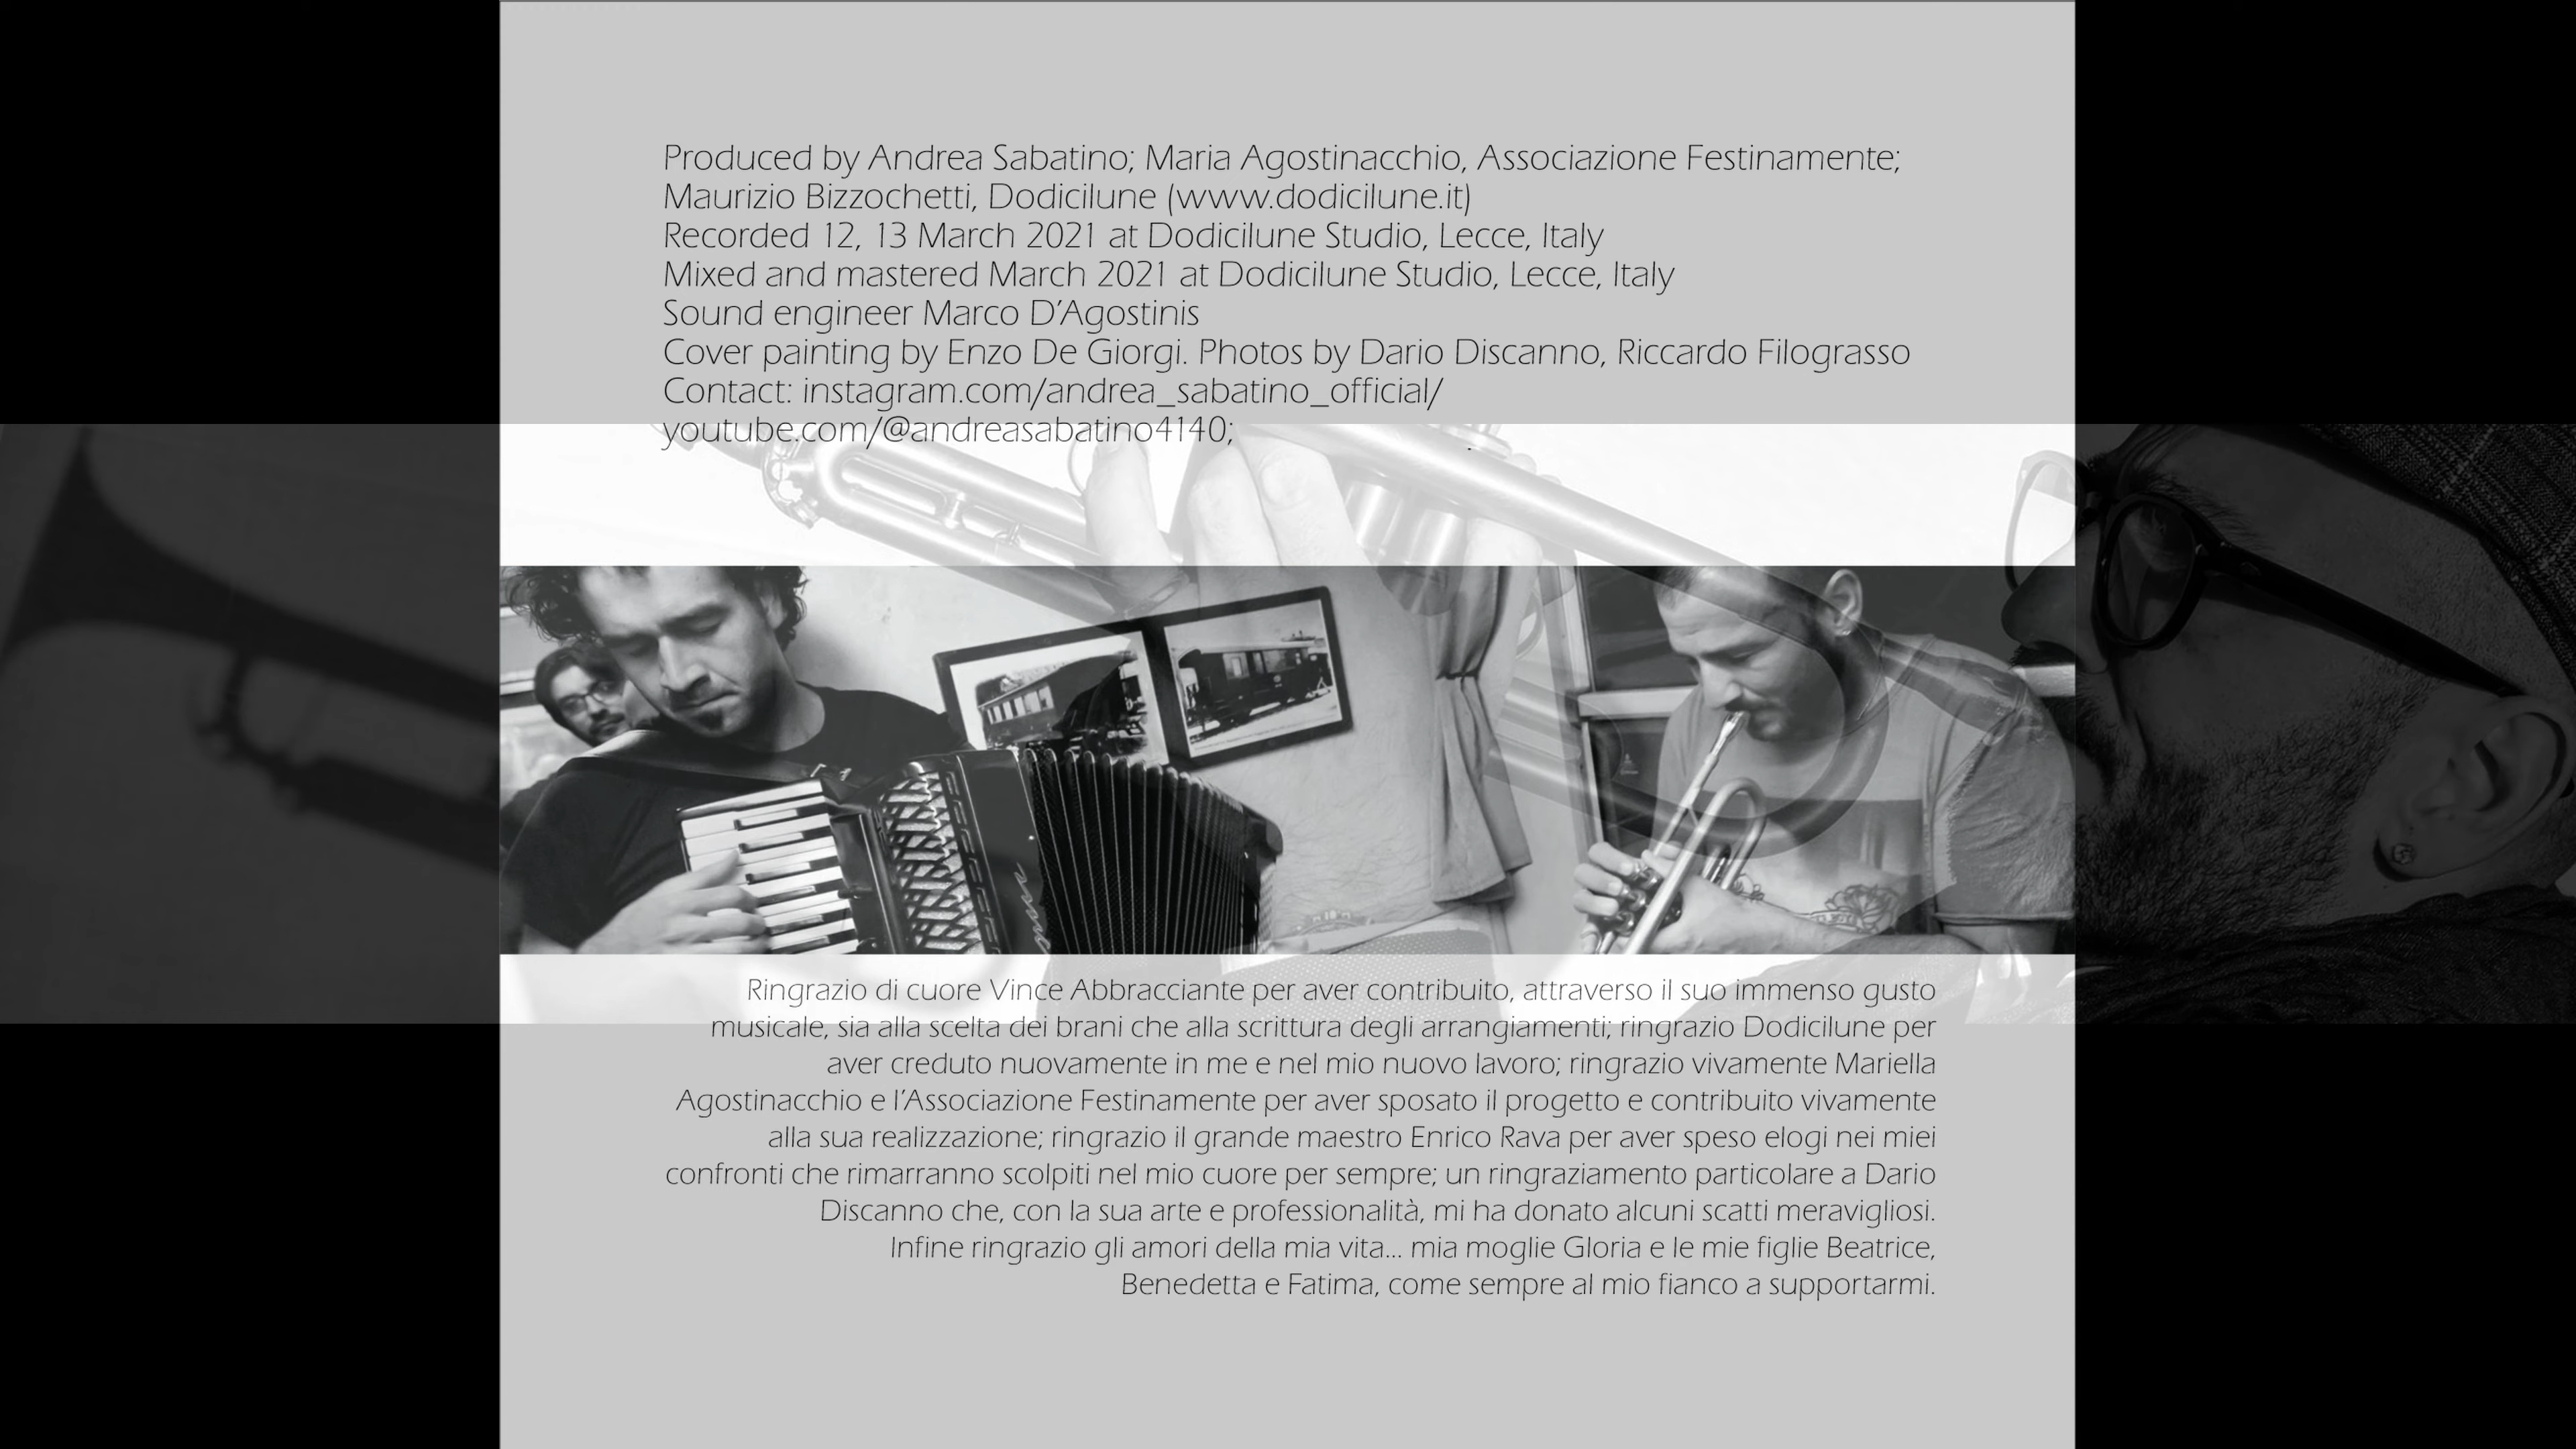 Produced by Andrea Sabatino; Maria Agostinacchio, Associazione Festinamente;
Maurizio Bizzochetti, Dodicilune (www.dodicilune.it)
Recorded 12, 13 March 2021 at Dodicilune Studio, Lecce, Italy
Mixed and mastered March 2021 at Dodicilune Studio, Lecce, Italy
Sound engineer Marco D’Agostinis
Cover painting by Enzo De Giorgi. Photos by Dario Discanno, Riccardo Filograsso
Contact: instagram.com/andrea_sabatino_official/
youtube.com/@andreasabatino4140;
Ringrazio di cuore Vince Abbracciante per aver contribuito, attraverso il suo immenso gusto
musicale, sia alla scelta dei brani che alla scrittura degli arrangiamenti; ringrazio Dodicilune per
aver creduto nuovamente in me e nel mio nuovo lavoro; ringrazio vivamente Mariella
Agostinacchio e l’Associazione Festinamente per aver sposato il progetto e contribuito vivamente
alla sua realizzazione; ringrazio il grande maestro Enrico Rava per aver speso elogi nei miei
confronti che rimarranno scolpiti nel mio cuore per sempre; un ringraziamento particolare a Dario
Discanno che, con la sua arte e professionalità, mi ha donato alcuni scatti meravigliosi.
Infine ringrazio gli amori della mia vita... mia moglie Gloria e le mie figlie Beatrice,
Benedetta e Fatima, come sempre al mio fianco a supportarmi.